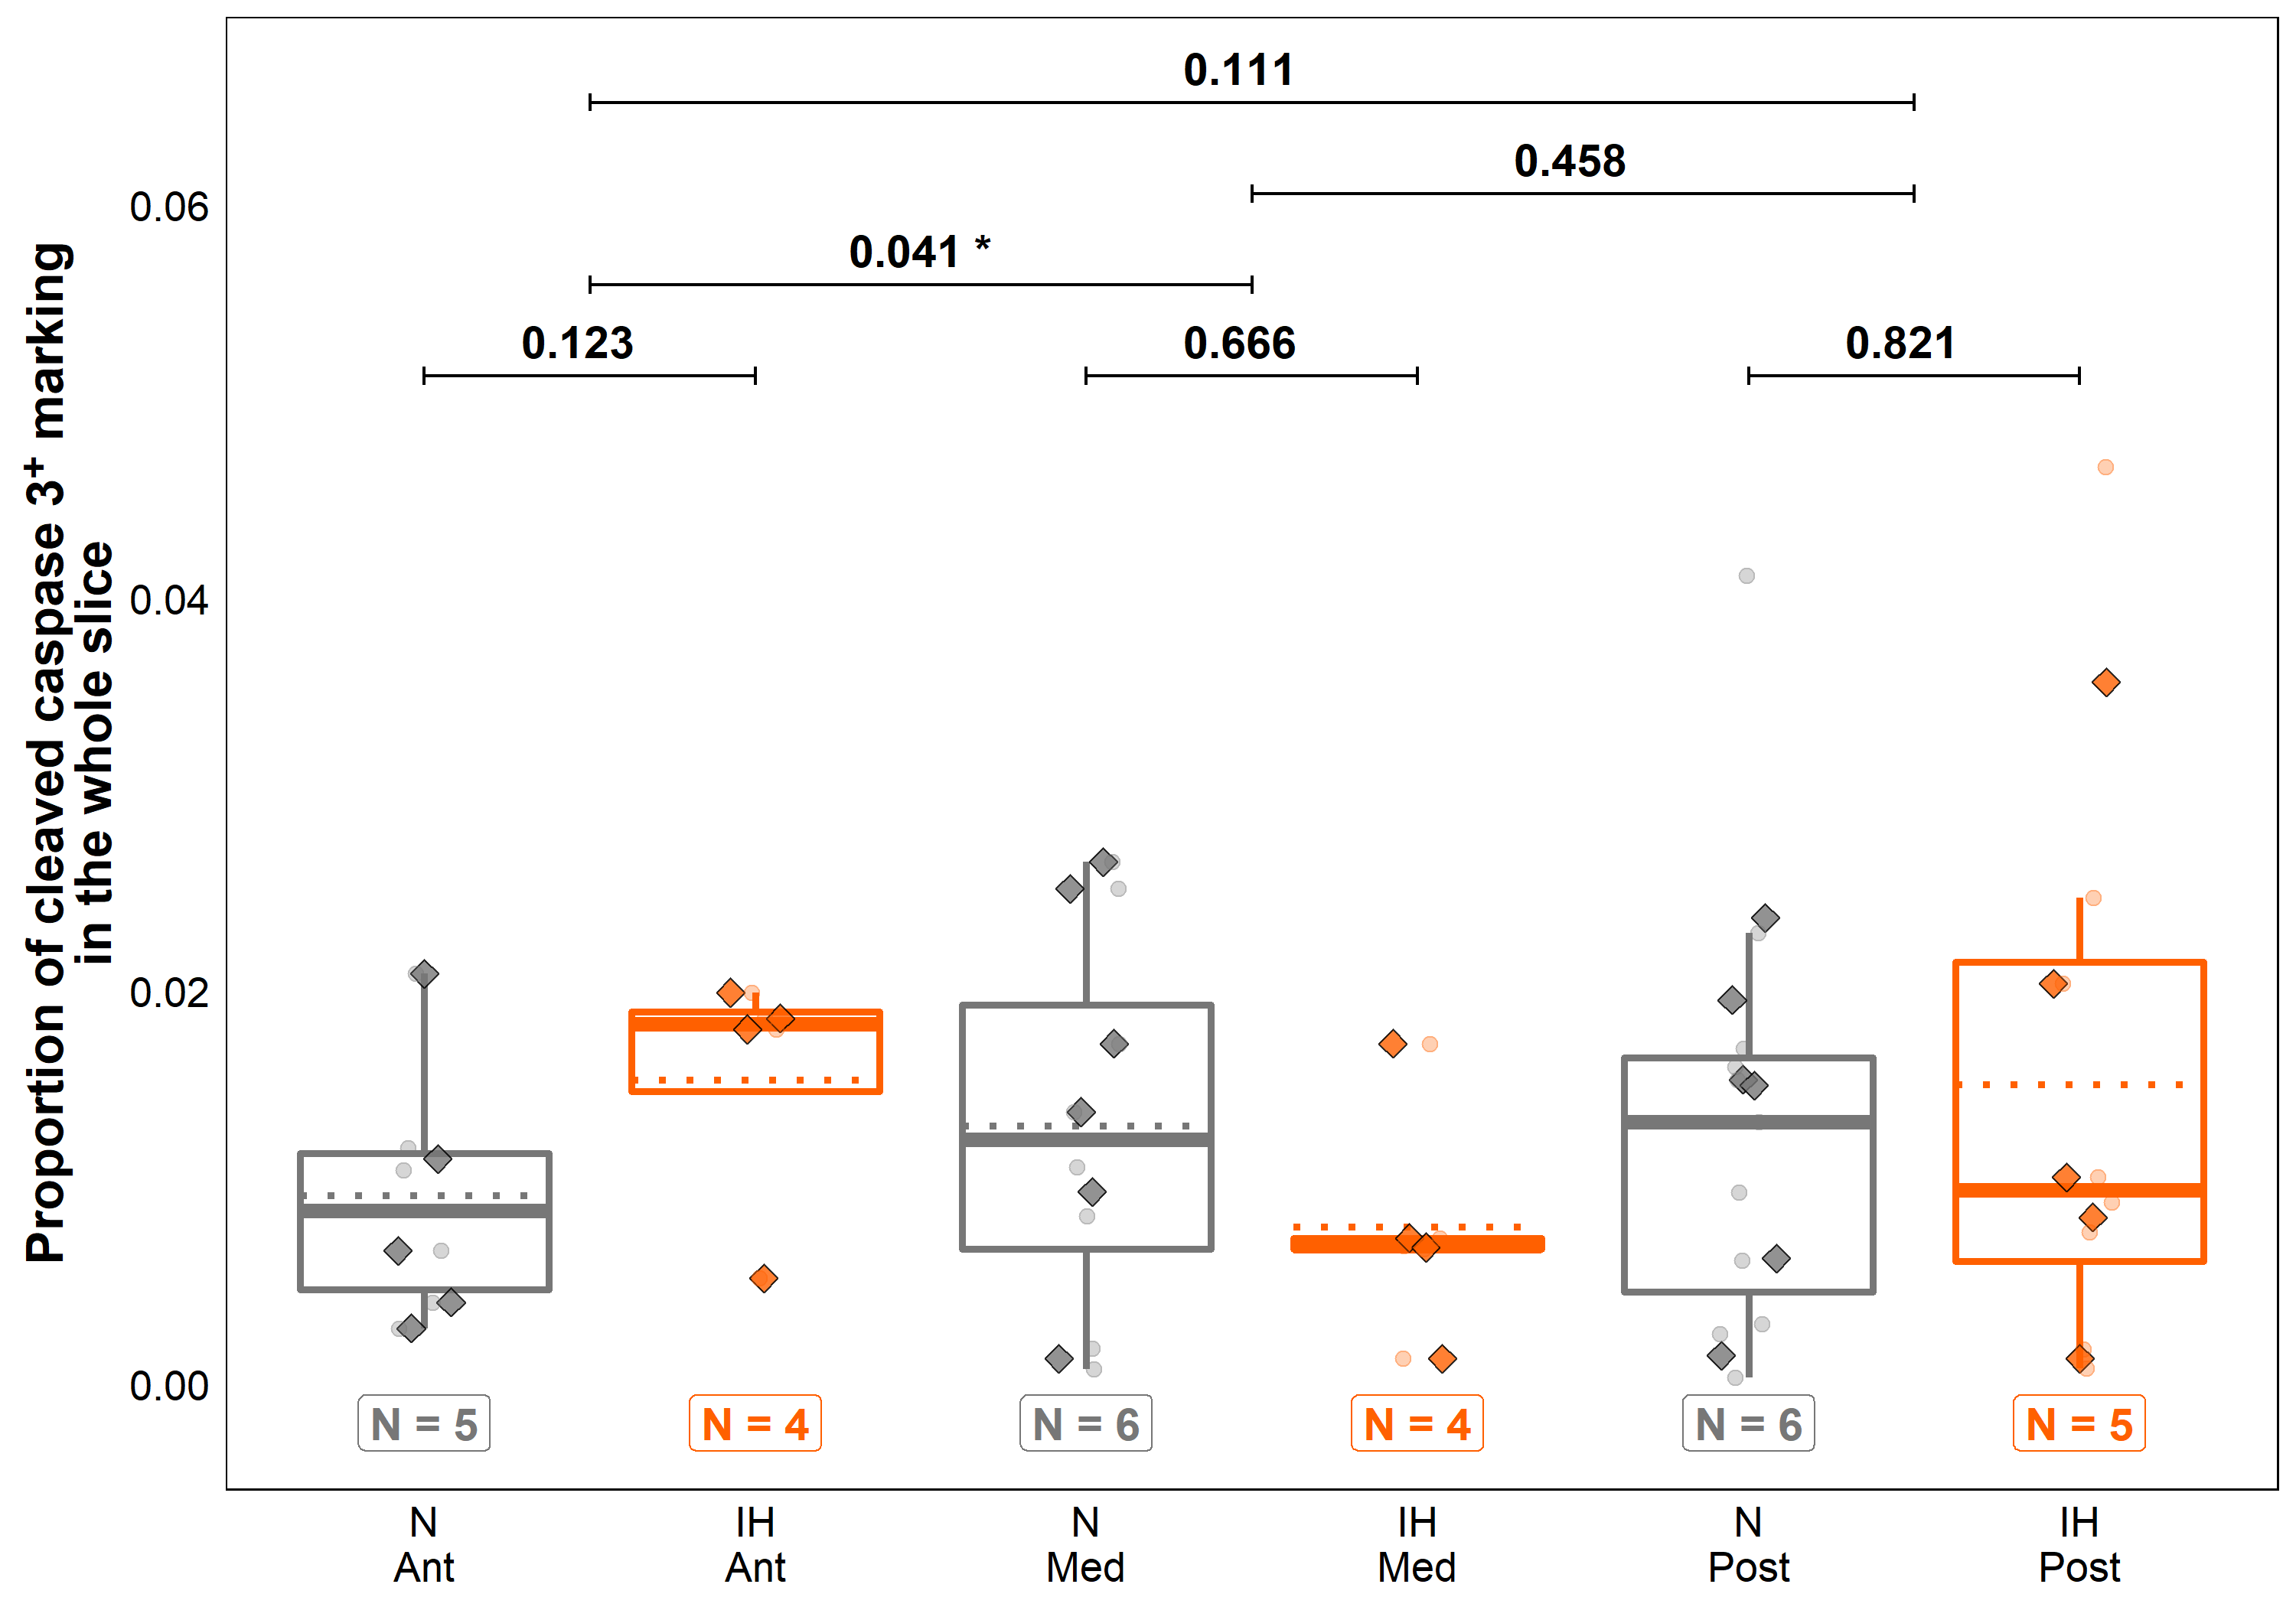 0.111
0.458
0.041 *
0.123
0.666
0.821
Proportion of cleaved caspase 3⁺ marking
in the whole slice
0.06
0.04
0.02
0.00
N = 5
N = 4
N = 6
N = 4
N = 6
N = 5
N
Ant
IH
Ant
N
Med
IH
Med
N
Post
IH
Post